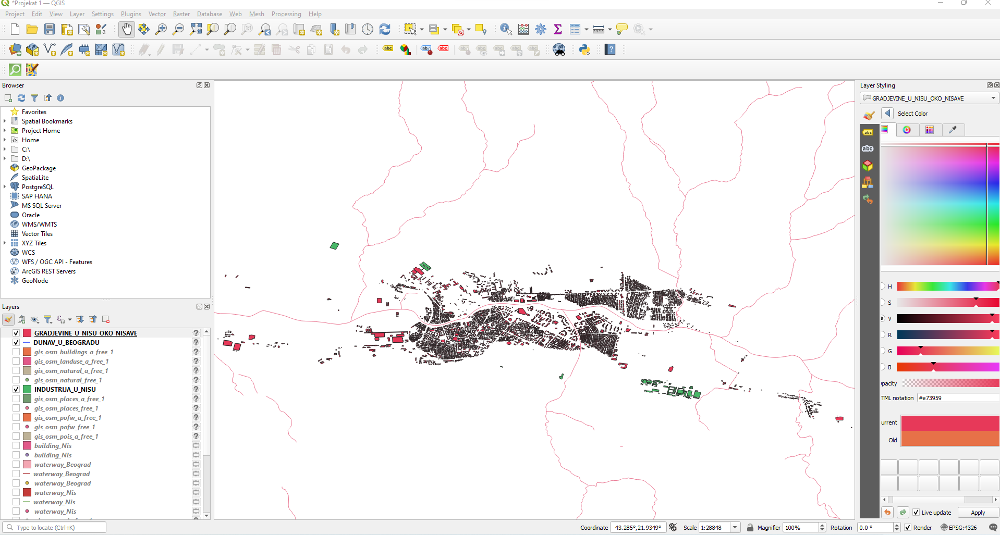 *Projekat 1 — QGIS
Project Edit View Layer Settings Plugins Vector Raster Database Web Mesh Processing Help
Browser
Favorites
Spatial Bookmarks
Project Home
Home
C:\
D:\
GeoPackage
SpatiaLite
PostgreSQL
SAP HANA
MS SQL Server
Oracle
WMS/WMTS
Vector Tiles
XYZ Tiles
WCS
WFS / OGC API - Features
ArcGIS REST Servers
GeoNode
Layers
GRADJEVINE_U_NISU_OKO_NISAVE
DUNAV_U_BEOGRADU
gis_osm_buildings_a_free_1
gis_osm_landuse_a_free_1
gis_osm_natural_a_free_1
gis_osm_natural_free_1
INDUSTRIJA_U_NISU
gis_osm_places_a_free_1
gis_osm_places_free_1
gis_osm_pofw_a_free_1
gis_osm_pofw_free_1
gis_osm_pois_a_free_1
building_Nis
building_Nis
waterway_Beograd
waterway_Beograd
waterway_Beograd
waterway_Nis
waterway_Nis
waterway_Nis
Layer Styling
GRADJEVINE_U_NISU_OKO_NISAVE
Select Color
H
S
V
R
G
B
pacity
TML notation #e73959
urrent
Old
Live update Apply
Type to locate (Ctrl+K) Coordinate 43.285°,21.9349° Scale 1:28848 Magnifier 100% Rotation 0.0 ° Render EPSG:4326